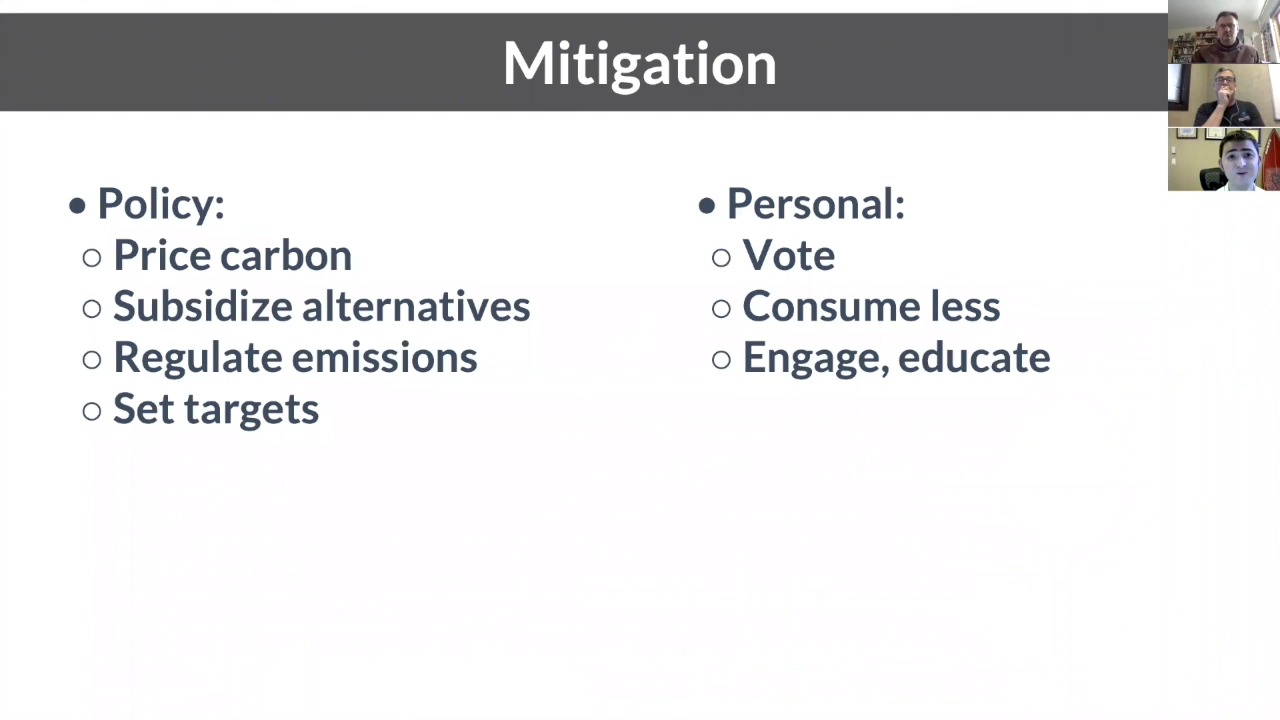 Mitigation
• Policy:
○ Price carbon
○ Subsidize alternatives
○ Regulate emissions
○ Set targets
• Personal:
○ Vote
○ Consume less
○ Engage, educate